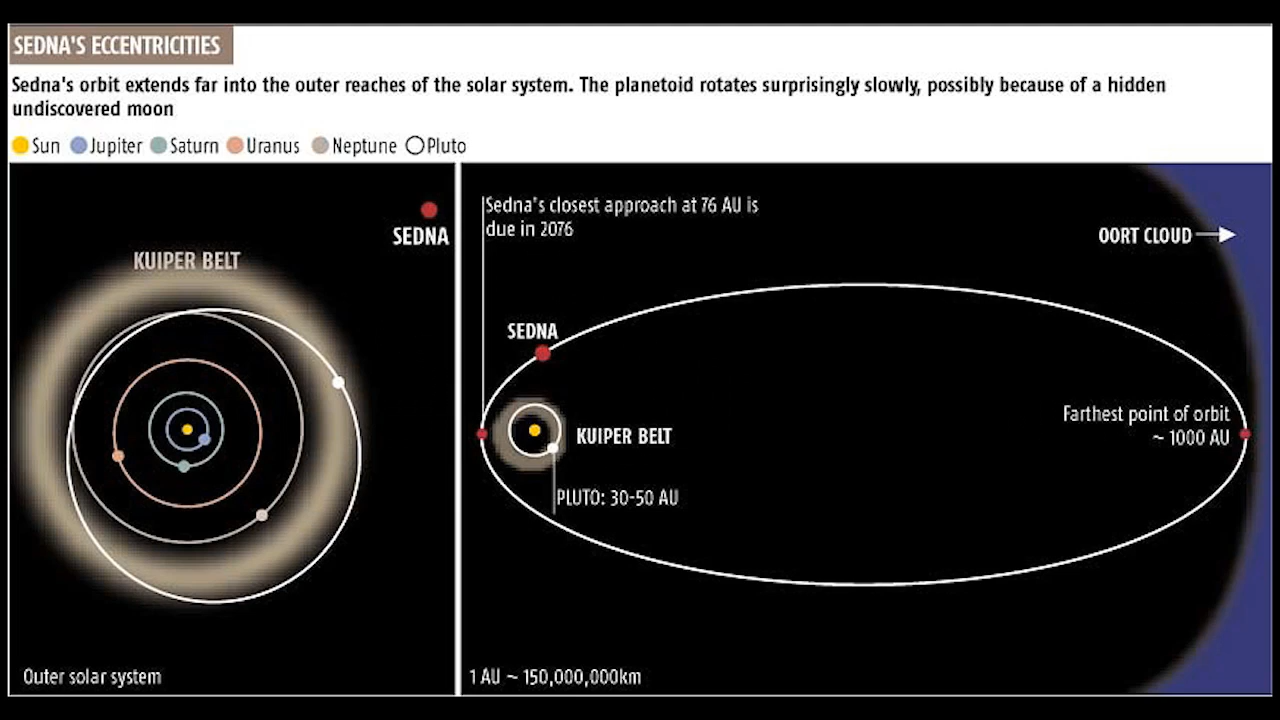 SEDNA'S ECCENTRICITIES
Sedna's orbit extends far into the outer reaches of the solar system. The planetoid rotates surprisingly slowly, possibly because of a hidden
undiscovered moon
Sun Jupiter Saturn Uranus Neptune Pluto
SEDNA
KUIPER BELT
Outer solar system
Sedna's closest approach at 76 AU is
due in 2076
OORT CLOUD
SEDNA
Farthest point of orbit
~ 1000 AU
KUIPER BELT
PLUTO: 30-50 AU
1 AU ~ 150,000,000km